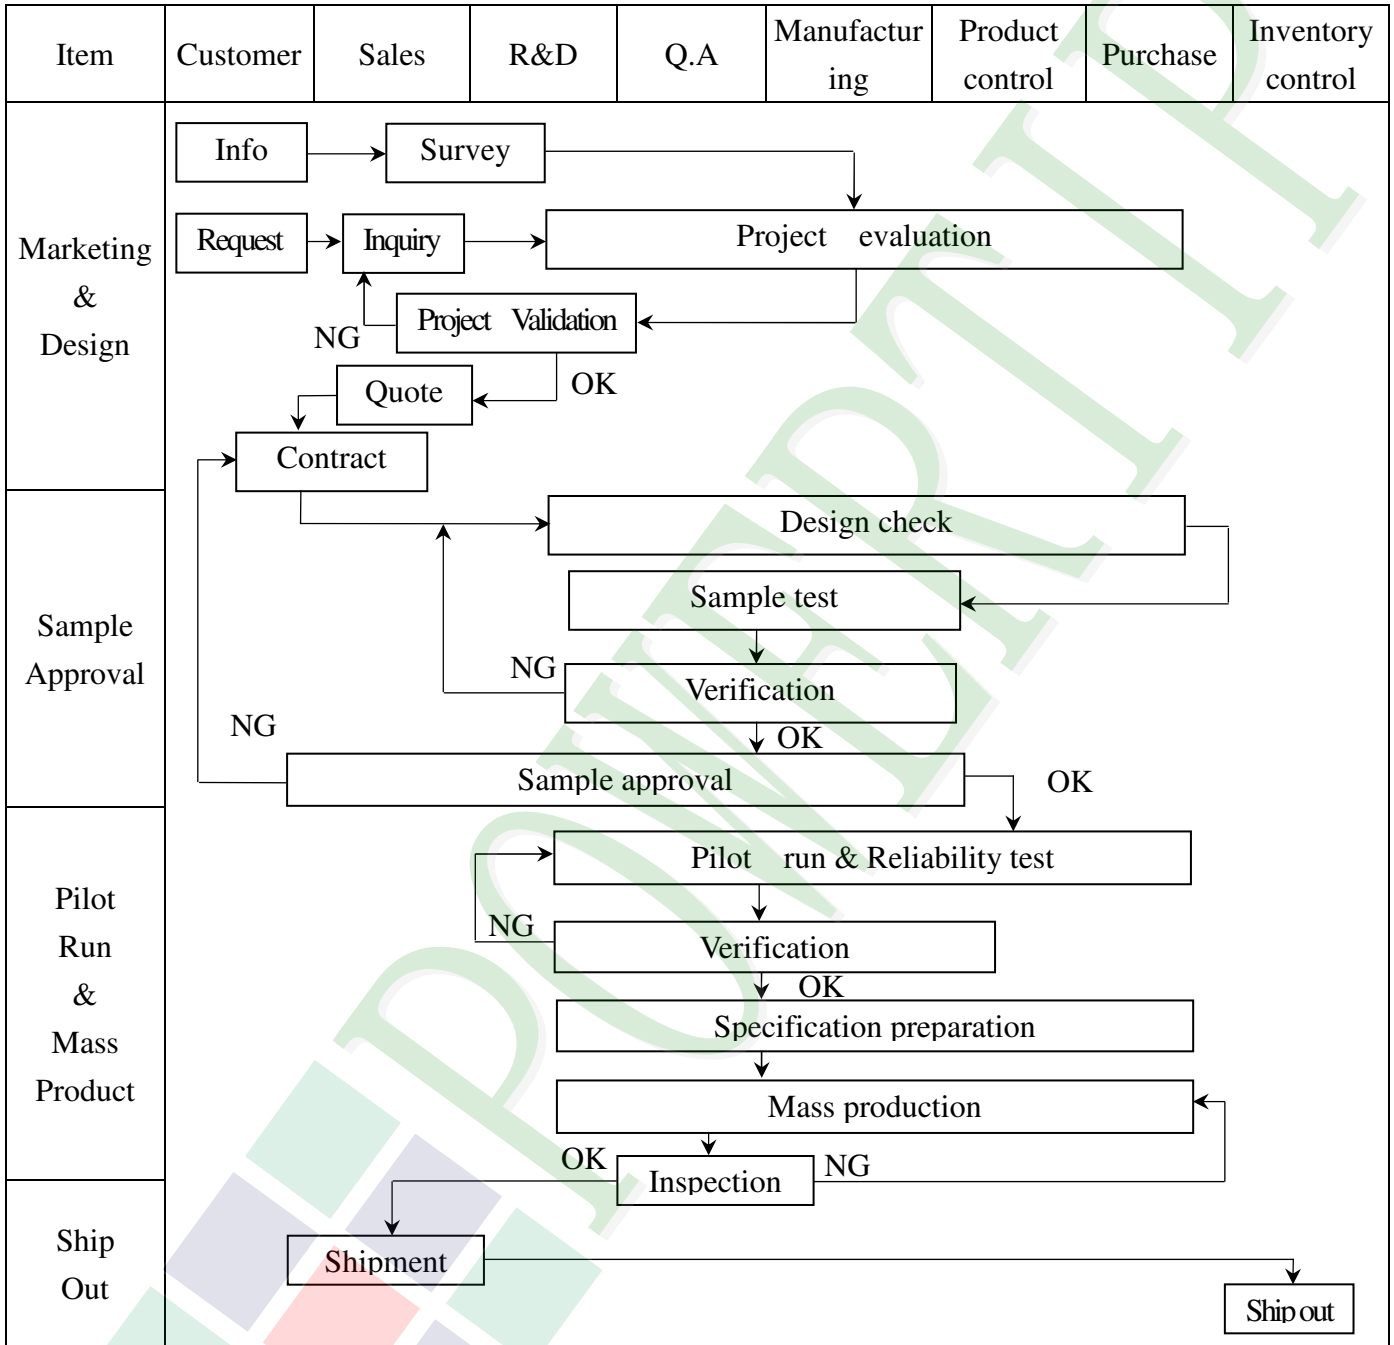 Item
Customer
Sales
R&D
Q.A
Manufactur
ing
Product
control
Purchase
Inventory
control
Marketing
&
Design
Info
Survey
Request
Inquiry
Project evaluation
NG
Project Validation
Quote
OK
Contract
Sample
Approval
Design check
Sample test
NG
Verification
NG
OK
Sample approval
OK
Pilot
Run
&
Mass
Product
Pilot run & Reliability test
NG
Verification
OK
Specification preparation
Mass production
OK
Inspection
NG
Ship
Out
Shipment
Ship out
POWERTIP